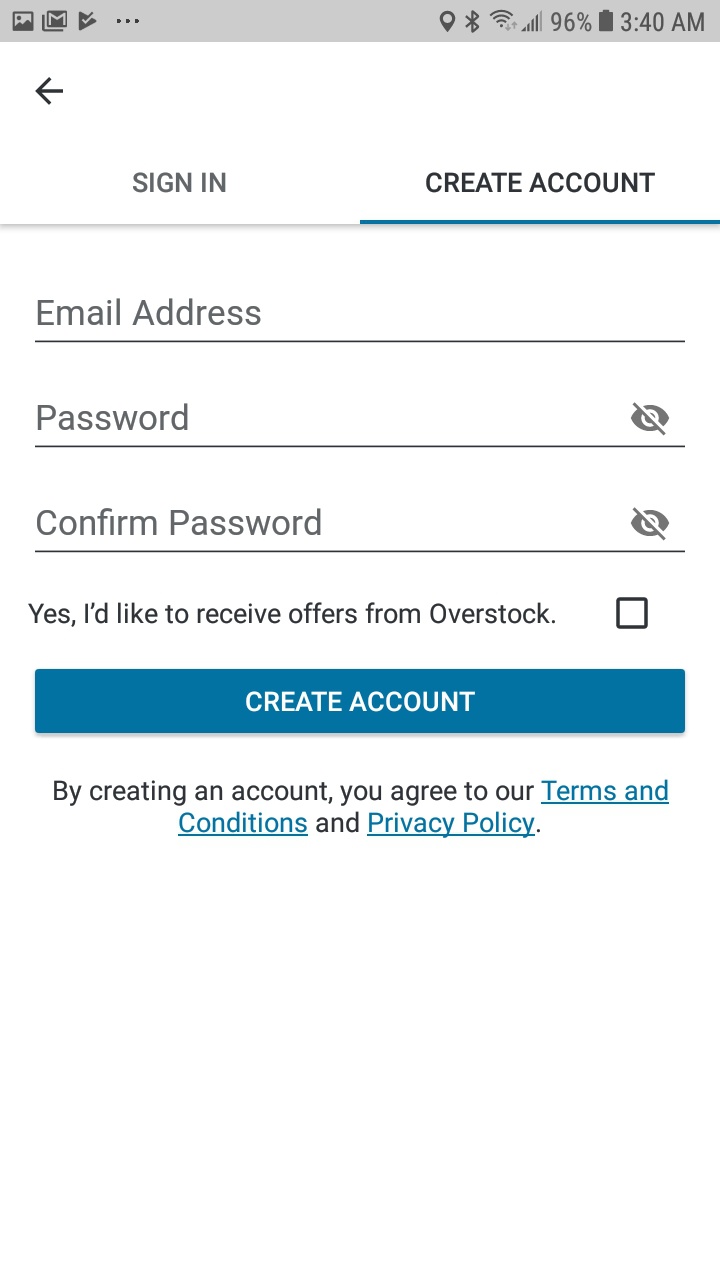 96% 3:40 AM
SIGN IN
CREATE ACCOUNT
Email Address
Password
Confirm Password
Yes, I’d like to receive offers from Overstock.
CREATE ACCOUNT
By creating an account, you agree to our Terms and
Conditions and Privacy Policy.